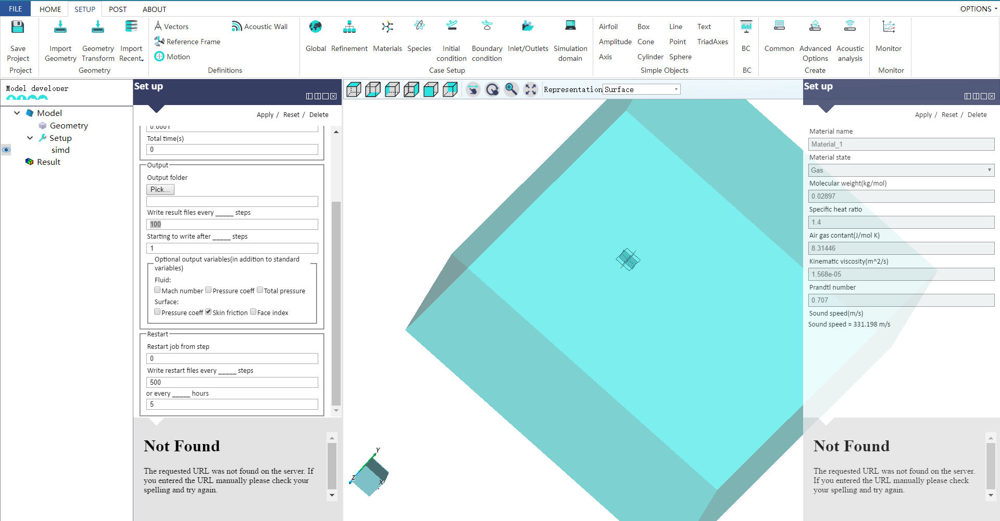 FILE HOME SETUP POST ABOUT OPTIONS
Save Project
Project
Import Geometry
Geometry Transform
Import Recent
Geometry
Vectors
Reference Frame
Motion
Acoustic Wall
Definitions
Global
Refinement
Materials
Species
Initial condition
Boundary condition
Inlet/Outlets
Simulation domain
Case Setup
Airfoil Box Line Text
Amplitude Cone Point TriadAxes
Axis Cylinder Sphere
Simple Objects
BC
BC
Common
Advanced Options
Acoustic analysis
Create
Monitor
Monitor
Model developer
Model
Geometry
Setup
simd
Result
Set up
Apply / Reset / Delete
0.0001
Total time(s)
0
Output
Output folder
Pick...
Write result files every _____ steps
100
Starting to write after _____ steps
1
Optional output variables(in addition to standard
variables)
Fluid:
Mach number Pressure coeff Total pressure
Surface:
Pressure coeff Skin friction Face index
Restart
Restart job from step
0
Write restart files every _____ steps
500
or every _____ hours
5
Not Found
The requested URL was not found on the server. If
you entered the URL manually please check your
spelling and try again.
Representation Surface
Y
Z
X
Set up
Apply / Reset / Delete
Material name
Material_1
Material state
Gas
Molecular weight(kg/mol)
0.02897
Specific heat ratio
1.4
Air gas contant(J/mol K)
8.31446
Kinematic viscosity(m^2/s)
1.568e-05
Prandtl number
0.707
Sound speed(m/s)
Sound speed = 331.198 m/s
Not Found
The requested URL was not found on the server.
If you entered the URL manually please check
your spelling and try again.